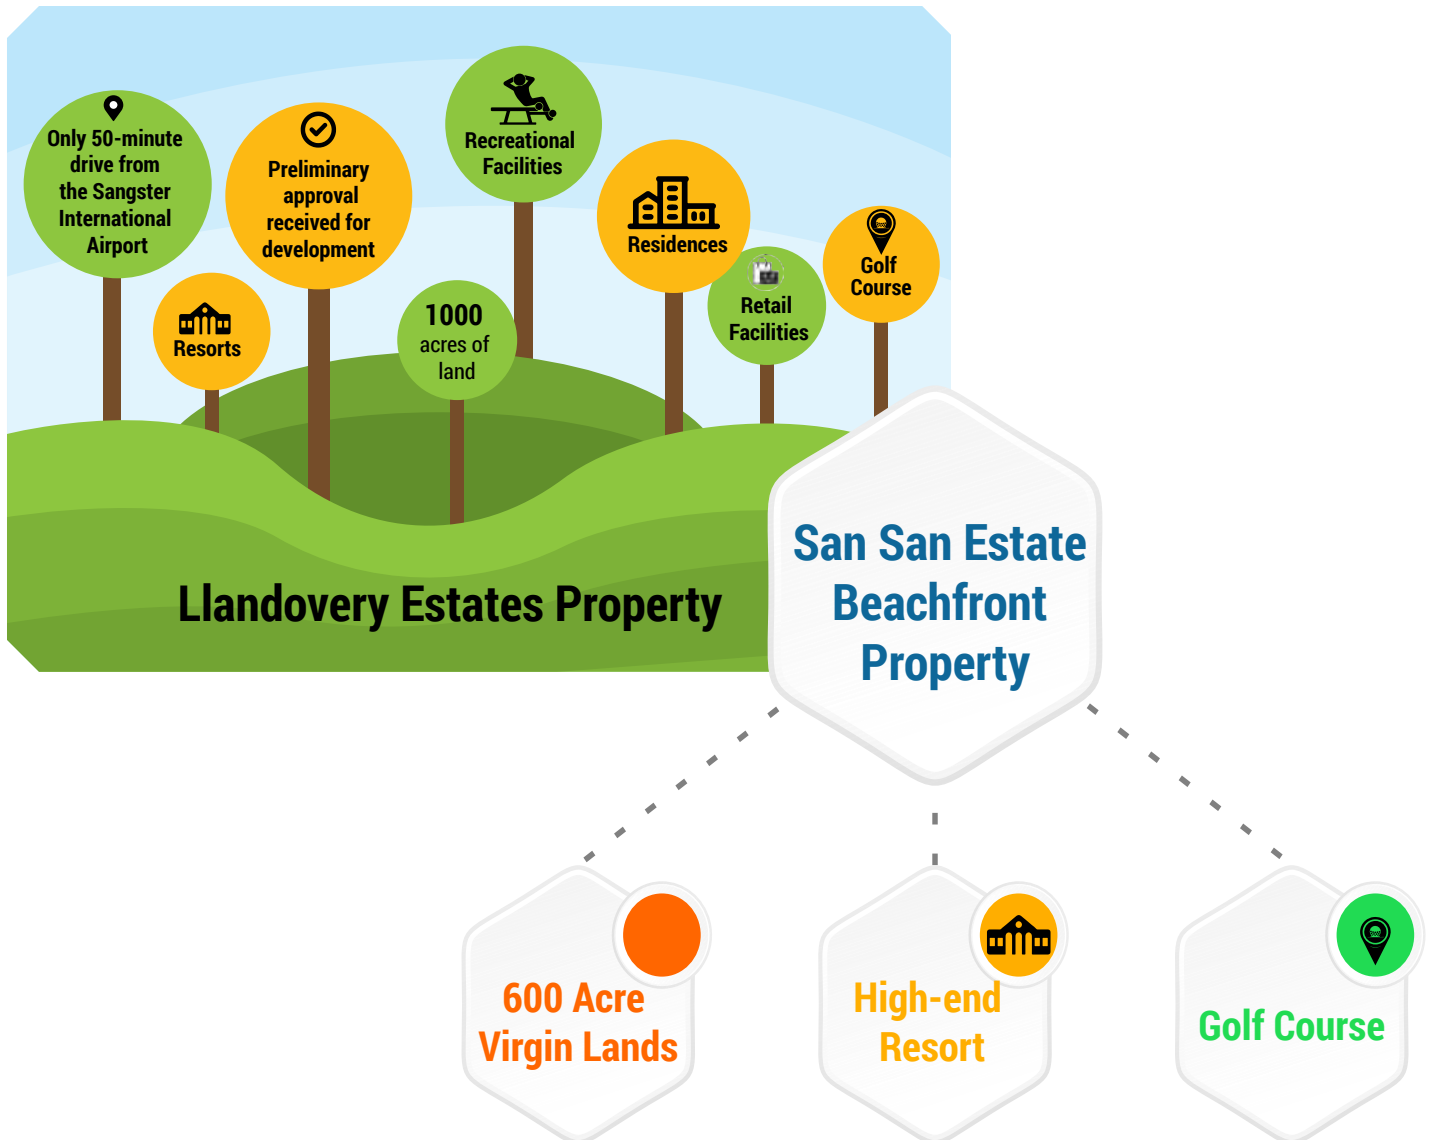 Only 50-minute
drive from
the Sangster
International
Airport
Preliminary
approval
received for
development
Recreational
Facilities
Residences
Golf
Course
Resorts
1000
acres of
land
Retail
Facilities
Llandovery Estates Property
San San Estate
Beachfront
Property
600 Acre
Virgin Lands
High-end
Resort
Golf Course